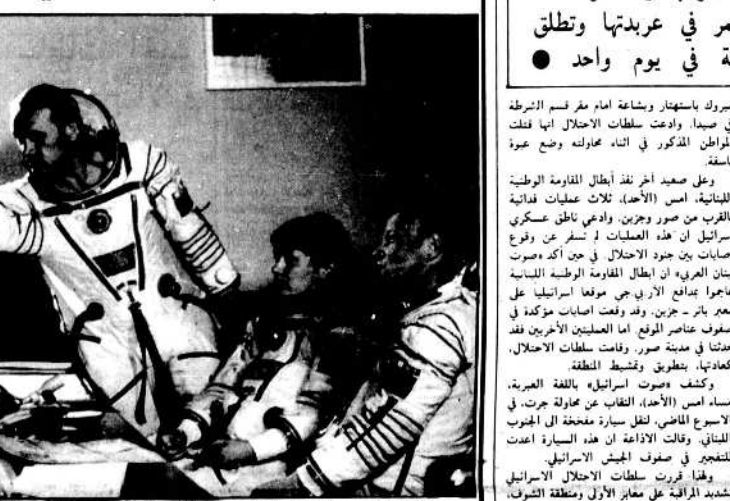 مر في عربدتها وتطلق
في يوم واحد ●
مبروك باستهتار وبشاعة امام مقر قسم الشرطة
في صيدا. وادعت سلطات الاحتلال انها قتلت
المواطن المذكور في اثناء محاولته وضع عبوة
ناسفة.
وعلى صعيد آخر نفذ أبطال المقاومة الوطنية
اللبنانية، امس (الأحد)، ثلاث عمليات فدائية
بالقرب من صور وجزين. وادعى ناطق عسكري
اسرائيل ان هذه العمليات لم تسفر عن وقوع
اصابات بين جنود الاحتلال. في حين أكد «صوت
لبنان العربي» ان ابطال المقاومة الوطنية اللبنانية
هاجموا بمدافع الآر.بي.جي موقعا اسرائيليا على
معبر باتر ـ جزين. وقد وقعت اصابات مؤكدة في
صفوف عناصر الموقع. اما العمليتين الأخريين فقد
حدثتا في مدينة صور. وقامت سلطات الاحتلال،
كعادتها، بتطويق وتمشيط المنطقة.
وكشف «صوت اسرائيل» باللغة العبرية،
مساء امس (الأحد)، النقاب عن محاولة جرت، في
الاسبوع الماضي، لنقل سيارة مفخخة الى الجنوب
اللبناني. وقالت الاذاعة ان هذه السيارة اعدت
للتفجير في صفوف الجيش الاسرائيلي.
ولهذا قررت سلطات الاحتلال الاسرائيلي
تشديد المراقبة على معابر الأولي ومنطقة الشوف،